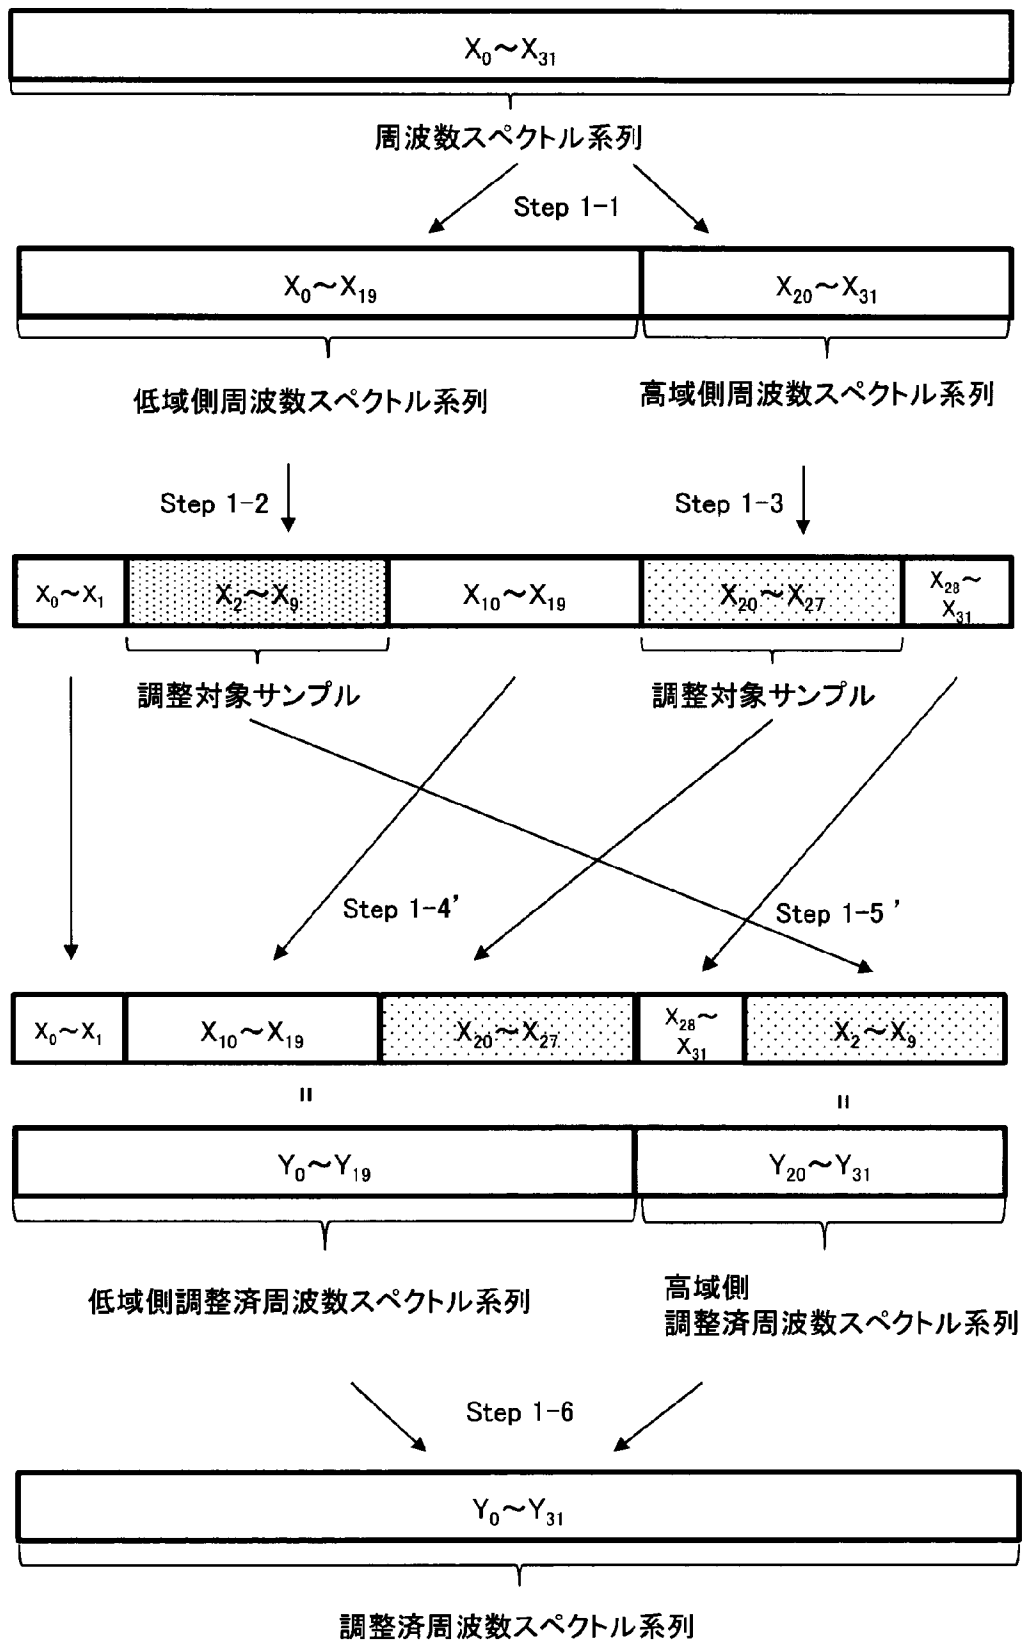 X₀～X₃₁
周波数スペクトル系列
Step 1-1
X₀～X₁₉
X₂₀～X₃₁
低域側周波数スペクトル系列
高域側周波数スペクトル系列
Step 1-2
Step 1-3
X₀～X₁
X₂～X₉
X₁₀～X₁₉
X₂₀～X₂₇
X₂₈～
X₃₁
調整対象サンプル
調整対象サンプル
Step 1-4'
Step 1-5 '
X₀～X₁
X₁₀～X₁₉
X₂₀～X₂₇
X₂₈～
X₃₁
X₂～X₉
=
=
Y₀～Y₁₉
Y₂₀～Y₃₁
低域側調整済周波数スペクトル系列
高域側
調整済周波数スペクトル系列
Step 1-6
Y₀～Y₃₁
調整済周波数スペクトル系列